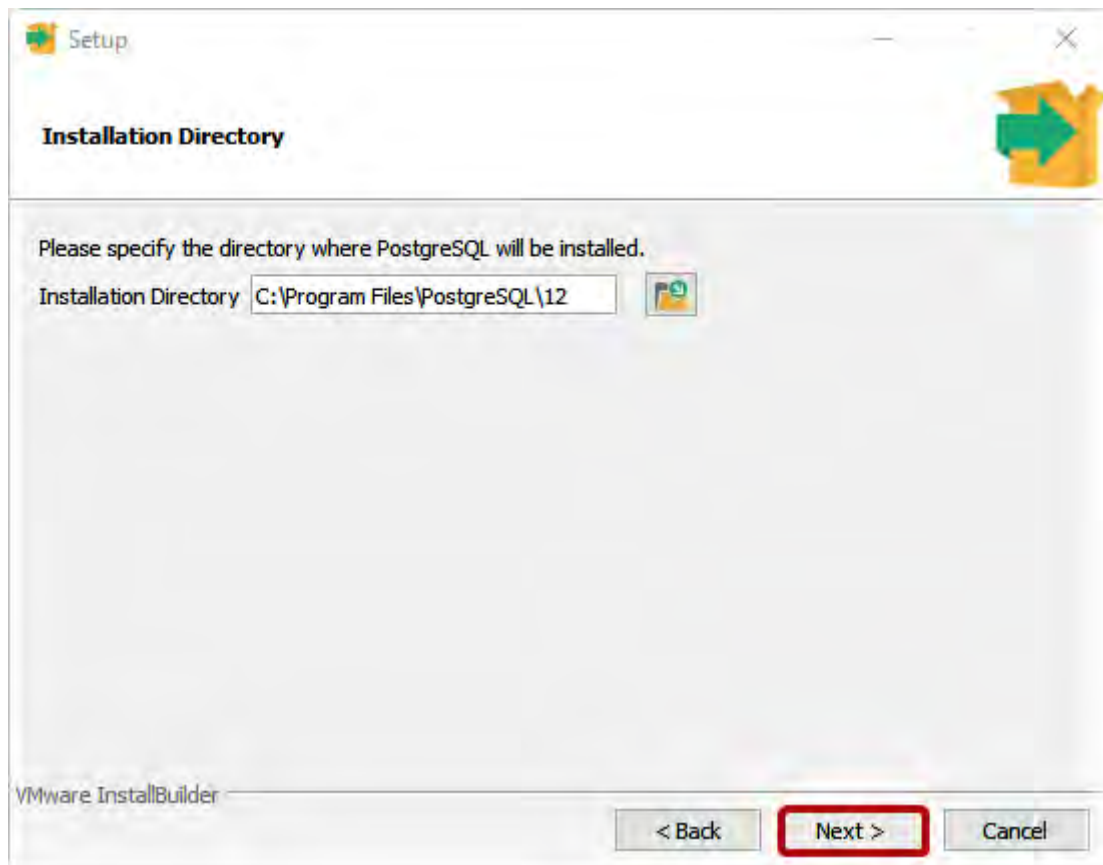 Setup
Installation Directory
Please specify the directory where PostgreSQL will be installed.
Installation Directory C:\Program Files\PostgreSQL\12
VMware InstallBuilder
< Back Next > Cancel